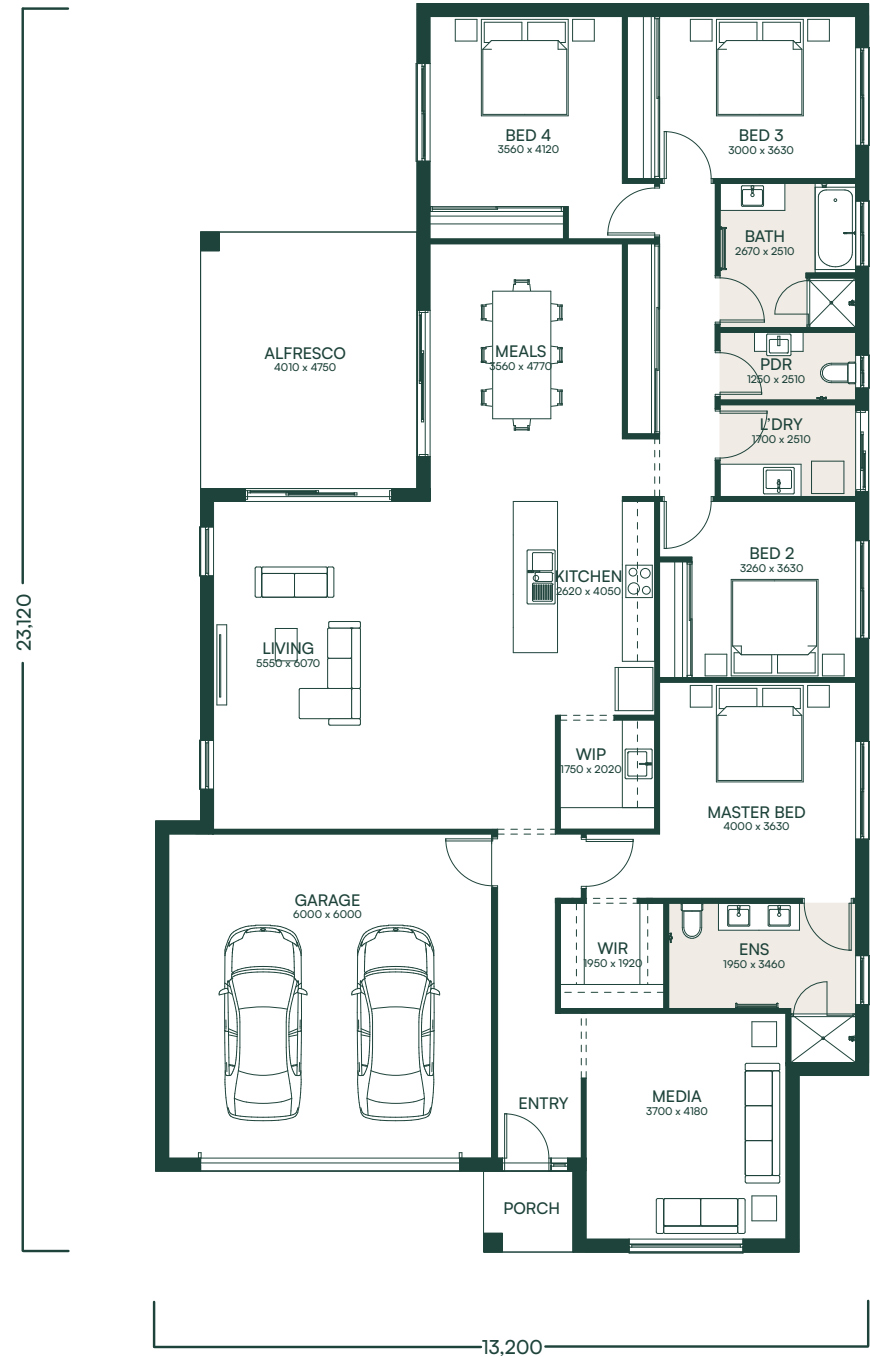 BED 4
3560 x 4120
BED 3
3000 x 3630
BATH
2670 x 2510
ALFRESCO
4010 x 4750
MEALS
3560 x 4770
PDR
1250 x 2510
L'DRY
1700 x 2510
BED 2
3260 x 3630
KITCHEN
2620 x 4050
23,120
LIVING
5550 x 6070
WIP
1750 x 2020
MASTER BED
4000 x 3630
GARAGE
6000 x 6000
WIR
1950 x 1920
ENS
1950 x 3460
ENTRY
MEDIA
3700 x 4180
PORCH
13,200